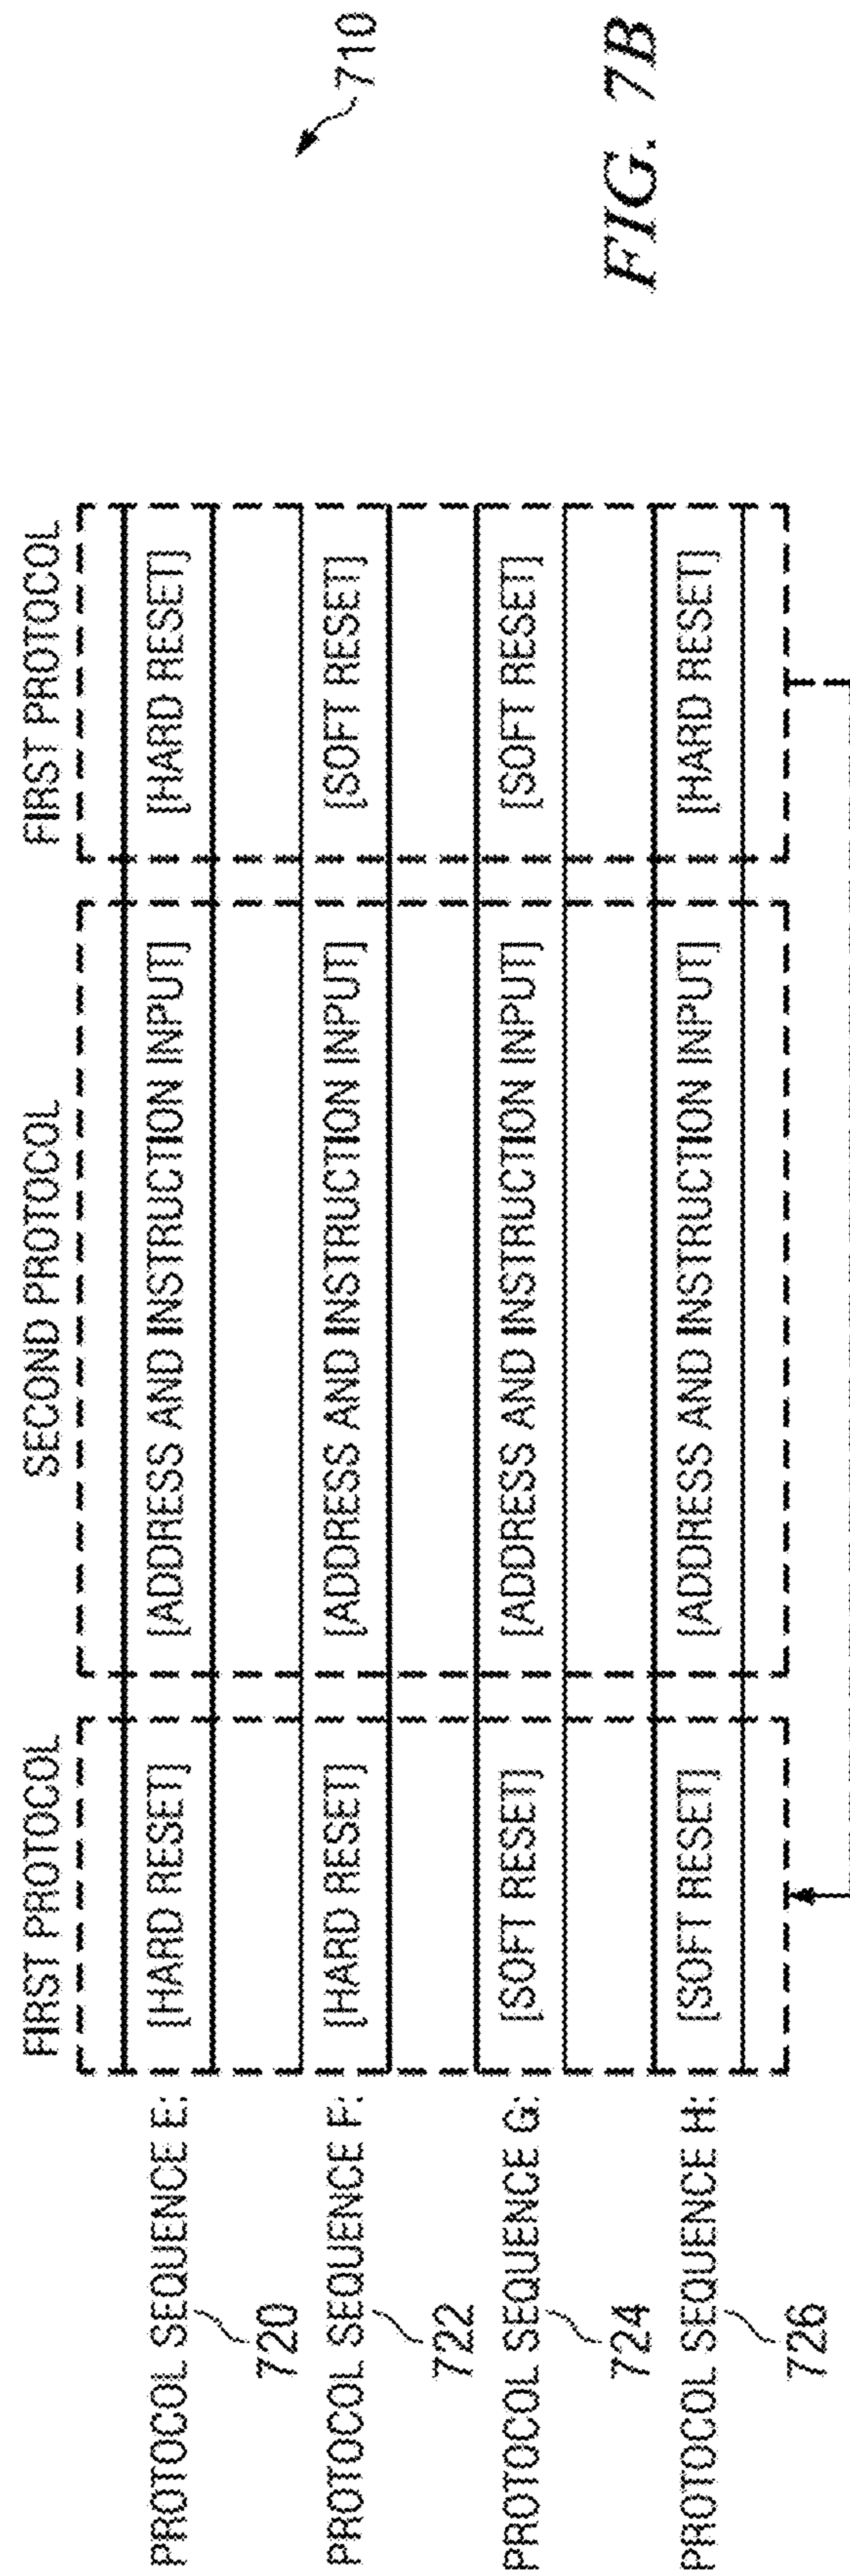 FIRST PROTOCOL SECOND PROTOCOL FIRST PROTOCOL
PROTOCOL SEQUENCE E: [HARD RESET] [ADDRESS AND INSTRUCTION INPUT] [HARD RESET]
720
PROTOCOL SEQUENCE F: [HARD RESET] [ADDRESS AND INSTRUCTION INPUT] [SOFT RESET]
722
710
PROTOCOL SEQUENCE G: [SOFT RESET] [ADDRESS AND INSTRUCTION INPUT] [SOFT RESET]
724
PROTOCOL SEQUENCE H: [SOFT RESET] [ADDRESS AND INSTRUCTION INPUT] [HARD RESET]
726
FIG. 7B